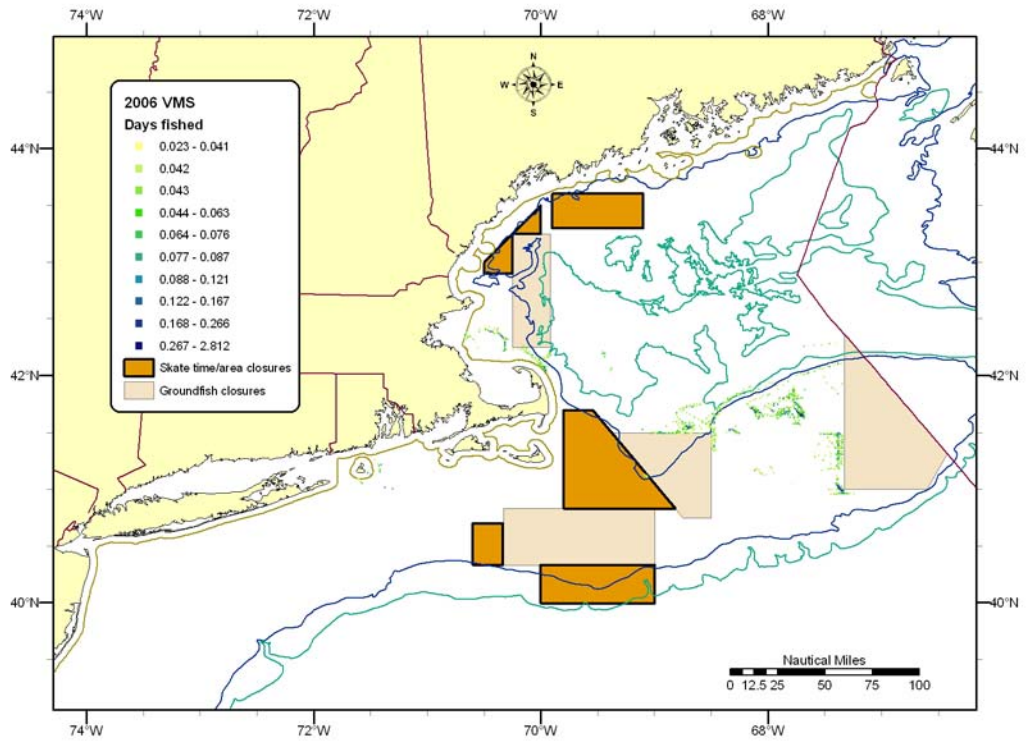 74°W 72°W 70°W 68°W
N
W E
S
2006 VMS
Days fished
0.023 - 0.041
0.042
0.043
0.044 - 0.063
0.064 - 0.076
0.077 - 0.087
0.088 - 0.121
0.122 - 0.167
0.168 - 0.266
0.267 - 2.812
Skate time/area closures
Groundfish closures
44°N 44°N
42°N 42°N
40°N 40°N
Nautical Miles
0 12.5 25 50 75 100
74°W 72°W 70°W 68°W